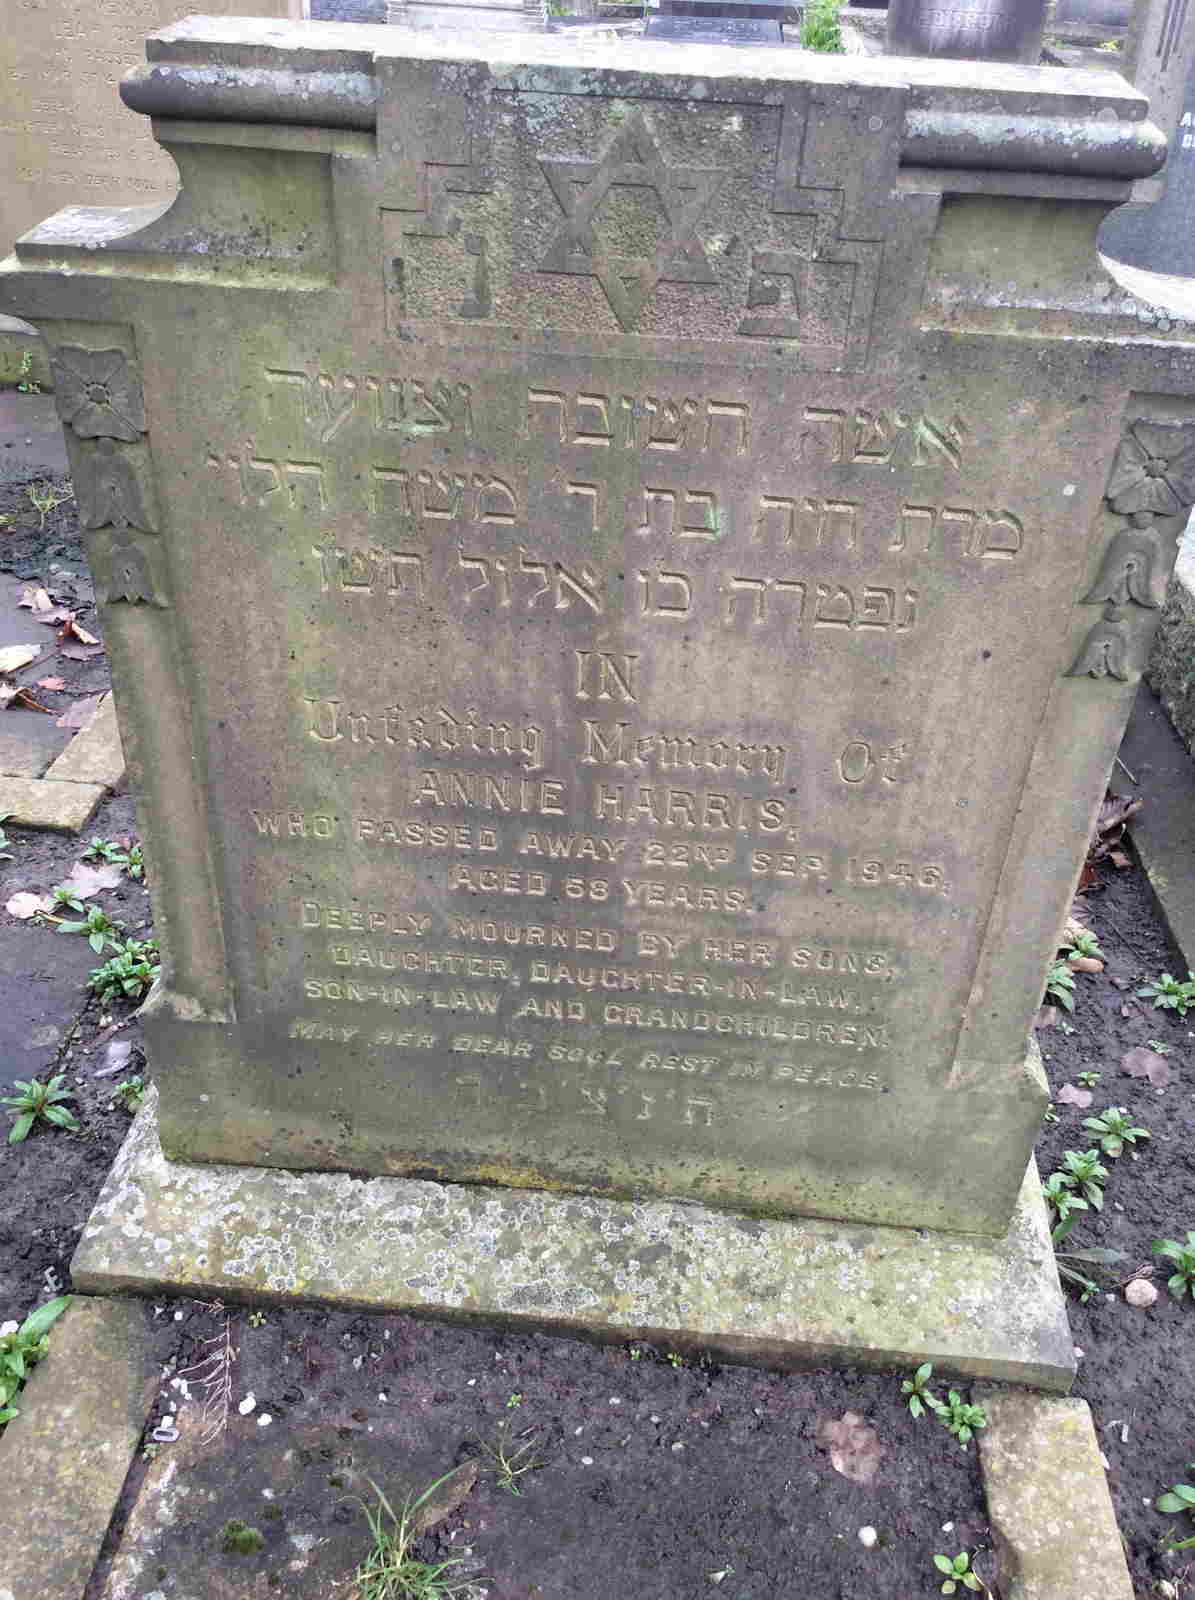 פ נ
אשה חשובה וצנועה
מרת חיה בת ר' משה הלוי
נפטרה כו אלול תשו
IN
Unfading Memory Of
ANNIE HARRIS,
WHO PASSED AWAY 22ND SEP. 1946,
AGED 58 YEARS.
DEEPLY MOURNED BY HER SONS,
DAUGHTER, DAUGHTER-IN-LAW,
SON-IN-LAW AND GRANDCHILDREN.
MAY HER DEAR SOUL REST IN PEACE.
ת נ צ ב ה